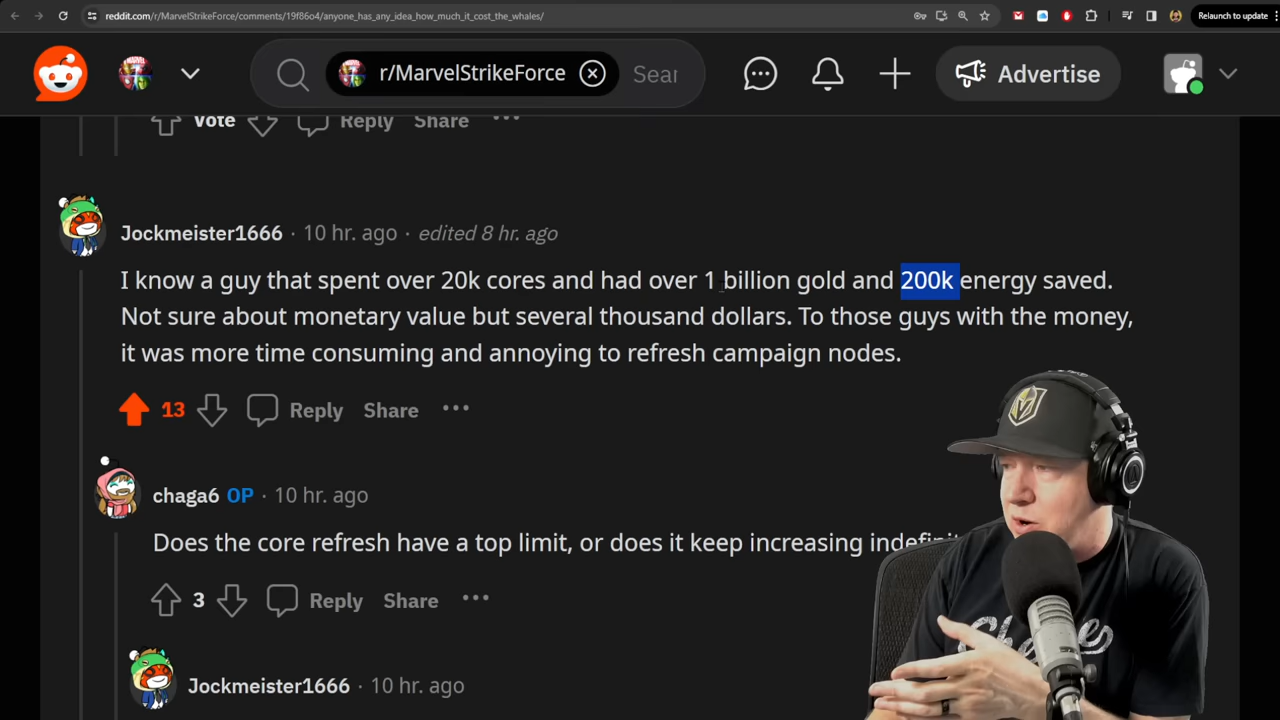 reddit.com/r/MarvelStrikeForce/comments/19f86o4/anyone_has_any_idea_how_much_it_cost_the_whales/
Relaunch to update
r/MarvelStrikeForce
Sear
Advertise
Vote Reply Share
Jockmeister1666 · 10 hr. ago · edited 8 hr. ago
I know a guy that spent over 20k cores and had over 1 billion gold and 200k energy saved.
Not sure about monetary value but several thousand dollars. To those guys with the money,
it was more time consuming and annoying to refresh campaign nodes.
13 Reply Share
chaga6 OP · 10 hr. ago
Does the core refresh have a top limit, or does it keep increasing
3 Reply Share
Jockmeister1666 · 10 hr. ago